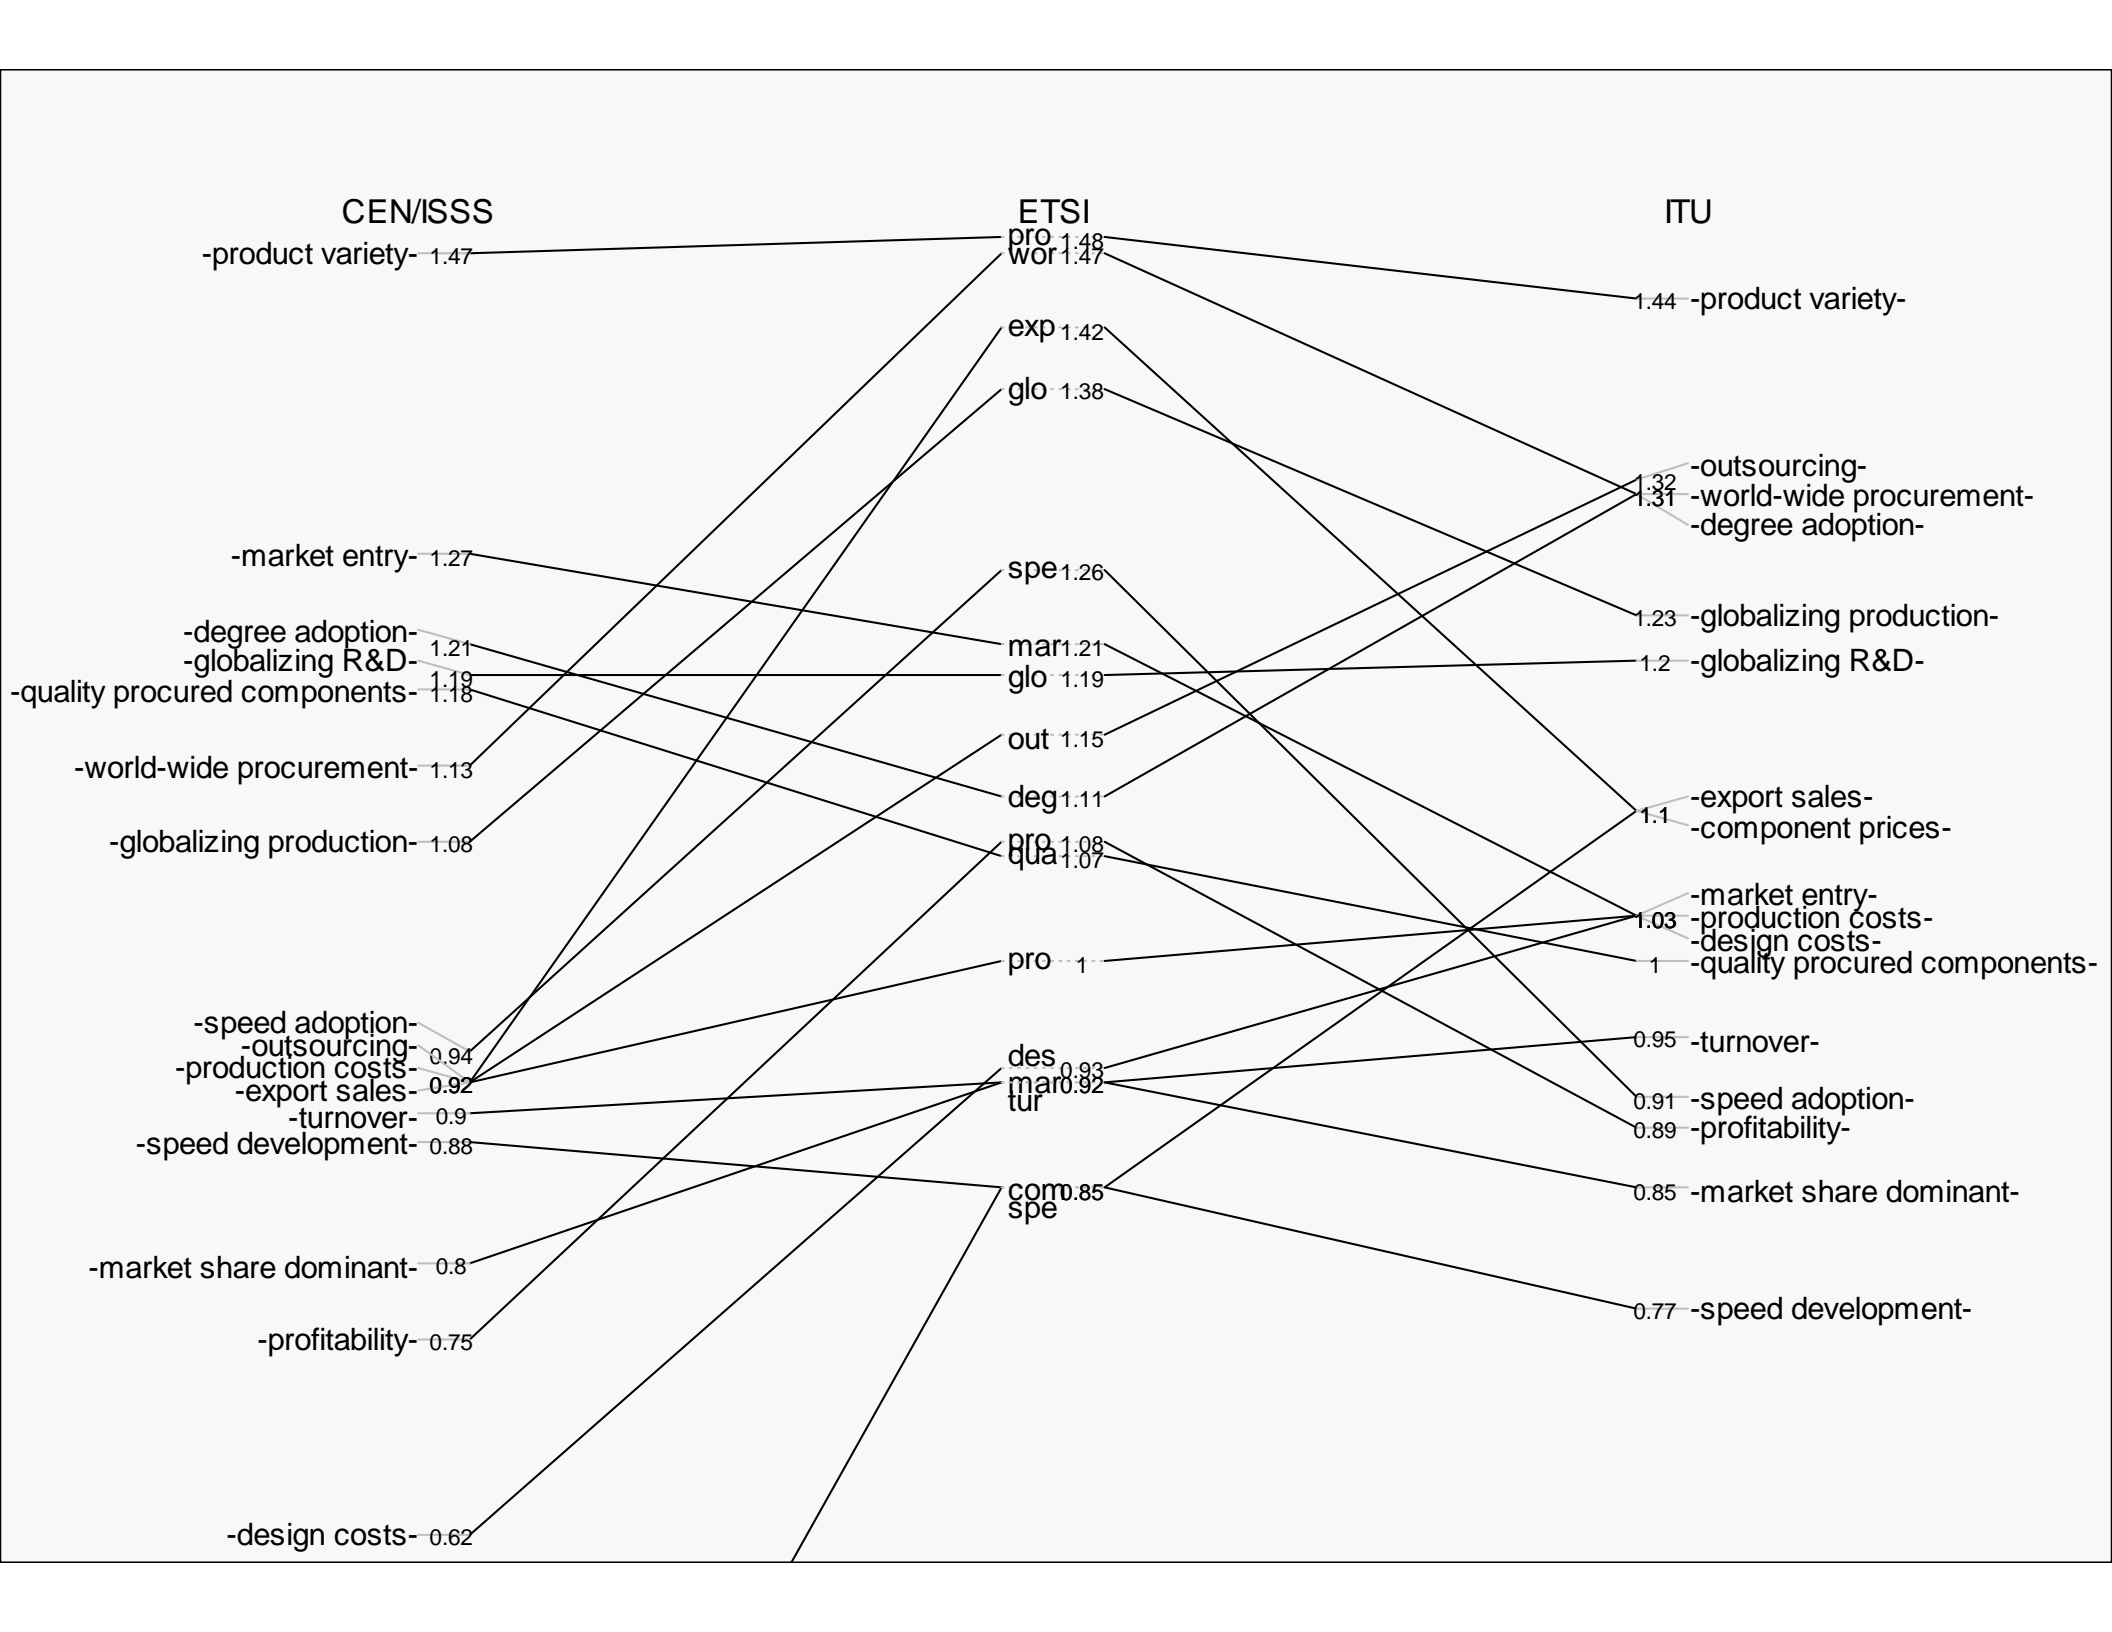 CEN/ISSS
ETSI
ITU
-product variety- 1.47
-market entry- 1.27
-degree adoption-
1.21
-globalizing R&D-
1.19
-quality procured components- 1.18
-world-wide procurement- 1.13
-globalizing production- 1.08
-speed adoption-
-outsourcing-
0.94
-production costs-
-export sales- 0.92
-turnover- 0.9
-speed development- 0.88
-market share dominant- 0.8
-profitability- 0.75
-design costs- 0.62
pro 1.48
wor 1.47
exp 1.42
glo 1.38
spe 1.26
mar 1.21
glo 1.19
out 1.15
deg 1.11
pro 1.08
qua 1.07
pro 1
des 0.93
mar 0.92
tur
com 0.85
spe
1.44 -product variety-
-outsourcing-
1.32
1.31 -world-wide procurement-
-degree adoption-
1.23 -globalizing production-
1.2 -globalizing R&D-
-export sales-
1.1
-component prices-
-market entry-
1.03 -production costs-
-design costs-
1 -quality procured components-
0.95 -turnover-
0.91 -speed adoption-
0.89 -profitability-
0.85 -market share dominant-
0.77 -speed development-